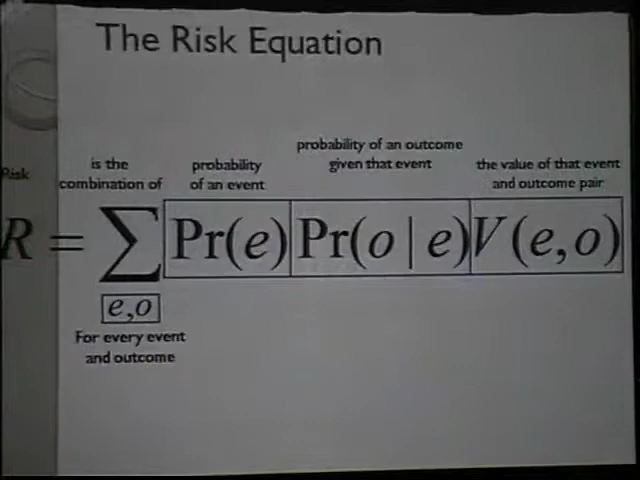 The Risk Equation
probability of an outcome
given that event
is the
combination of
probability
of an event
the value of that event
and outcome pair
Risk
R = ∑ Pr(e) Pr(o | e) V(e,o)
e,o
For every event
and outcome